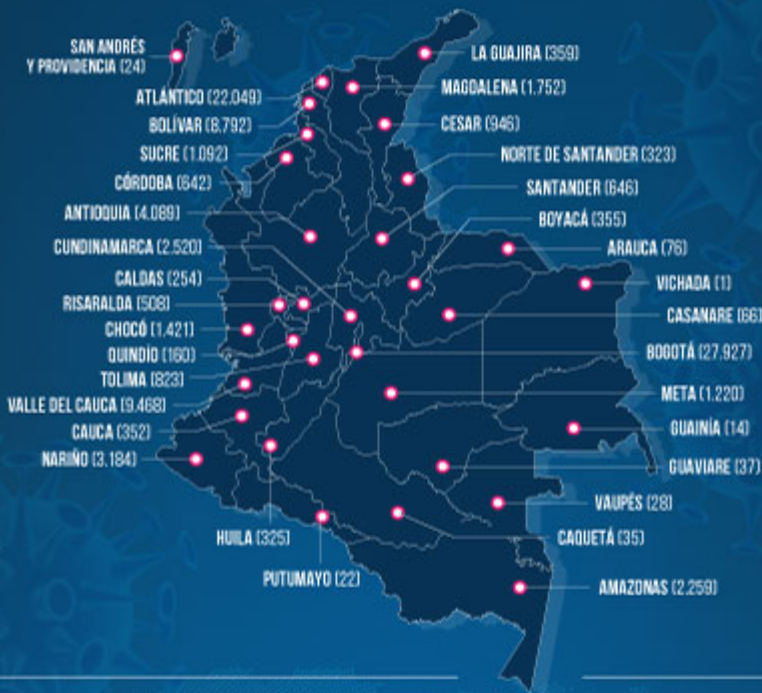 SAN ANDRÉS
Y PROVIDENCIA (24)
ATLÁNTICO (22.049)
BOLÍVAR (8.792)
SUCRE (1.092)
CÓRDOBA (642)
ANTIOQUIA (4.089)
CUNDINAMARCA (2.520)
CALDAS (254)
RISARALDA (508)
CHOCÓ (1.421)
QUINDÍO (160)
TOLIMA (823)
VALLE DEL CAUCA (9.468)
CAUCA (352)
NARIÑO (3.184)
HUILA (325)
PUTUMAYO (22)
LA GUAJIRA (359)
MAGDALENA (1.752)
CESAR (946)
NORTE DE SANTANDER (323)
SANTANDER (646)
BOYACÁ (355)
ARAUCA (76)
VICHADA (1)
CASANARE (66)
BOGOTÁ (27.927)
META (1.220)
GUAINÍA (14)
GUAVIARE (37)
VAUPÉS (28)
CAQUETÁ (35)
AMAZONAS (2.259)